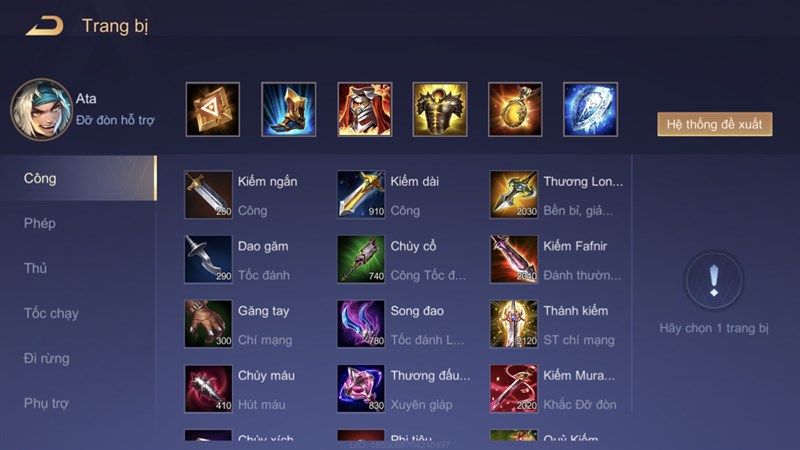 Trang bị
Ata
Đỡ đòn hỗ trợ
Hệ thống đề xuất
Công
Phép
Thủ
Tốc chạy
Đi rừng
Phụ trợ
Kiếm ngắn
250
Công
Kiếm dài
910
Công
Thương Lon...
2030
Bền bỉ, giả...
Dao găm
290
Tốc đánh
Chùy cổ
740
Công Tốc đ...
Kiếm Fafnir
2040
Đánh thườn...
Găng tay
300
Chí mạng
Song đao
780
Tốc đánh L...
Thánh kiếm
2120
ST chí mạng
Chùy máu
410
Hút máu
Thương đấu...
830
Xuyên giáp
Kiếm Mura...
2020
Khắc Đỡ đòn
Chùy xích
Phi tiêu
Quỷ Kiếm
Hãy chọn 1 trang bị